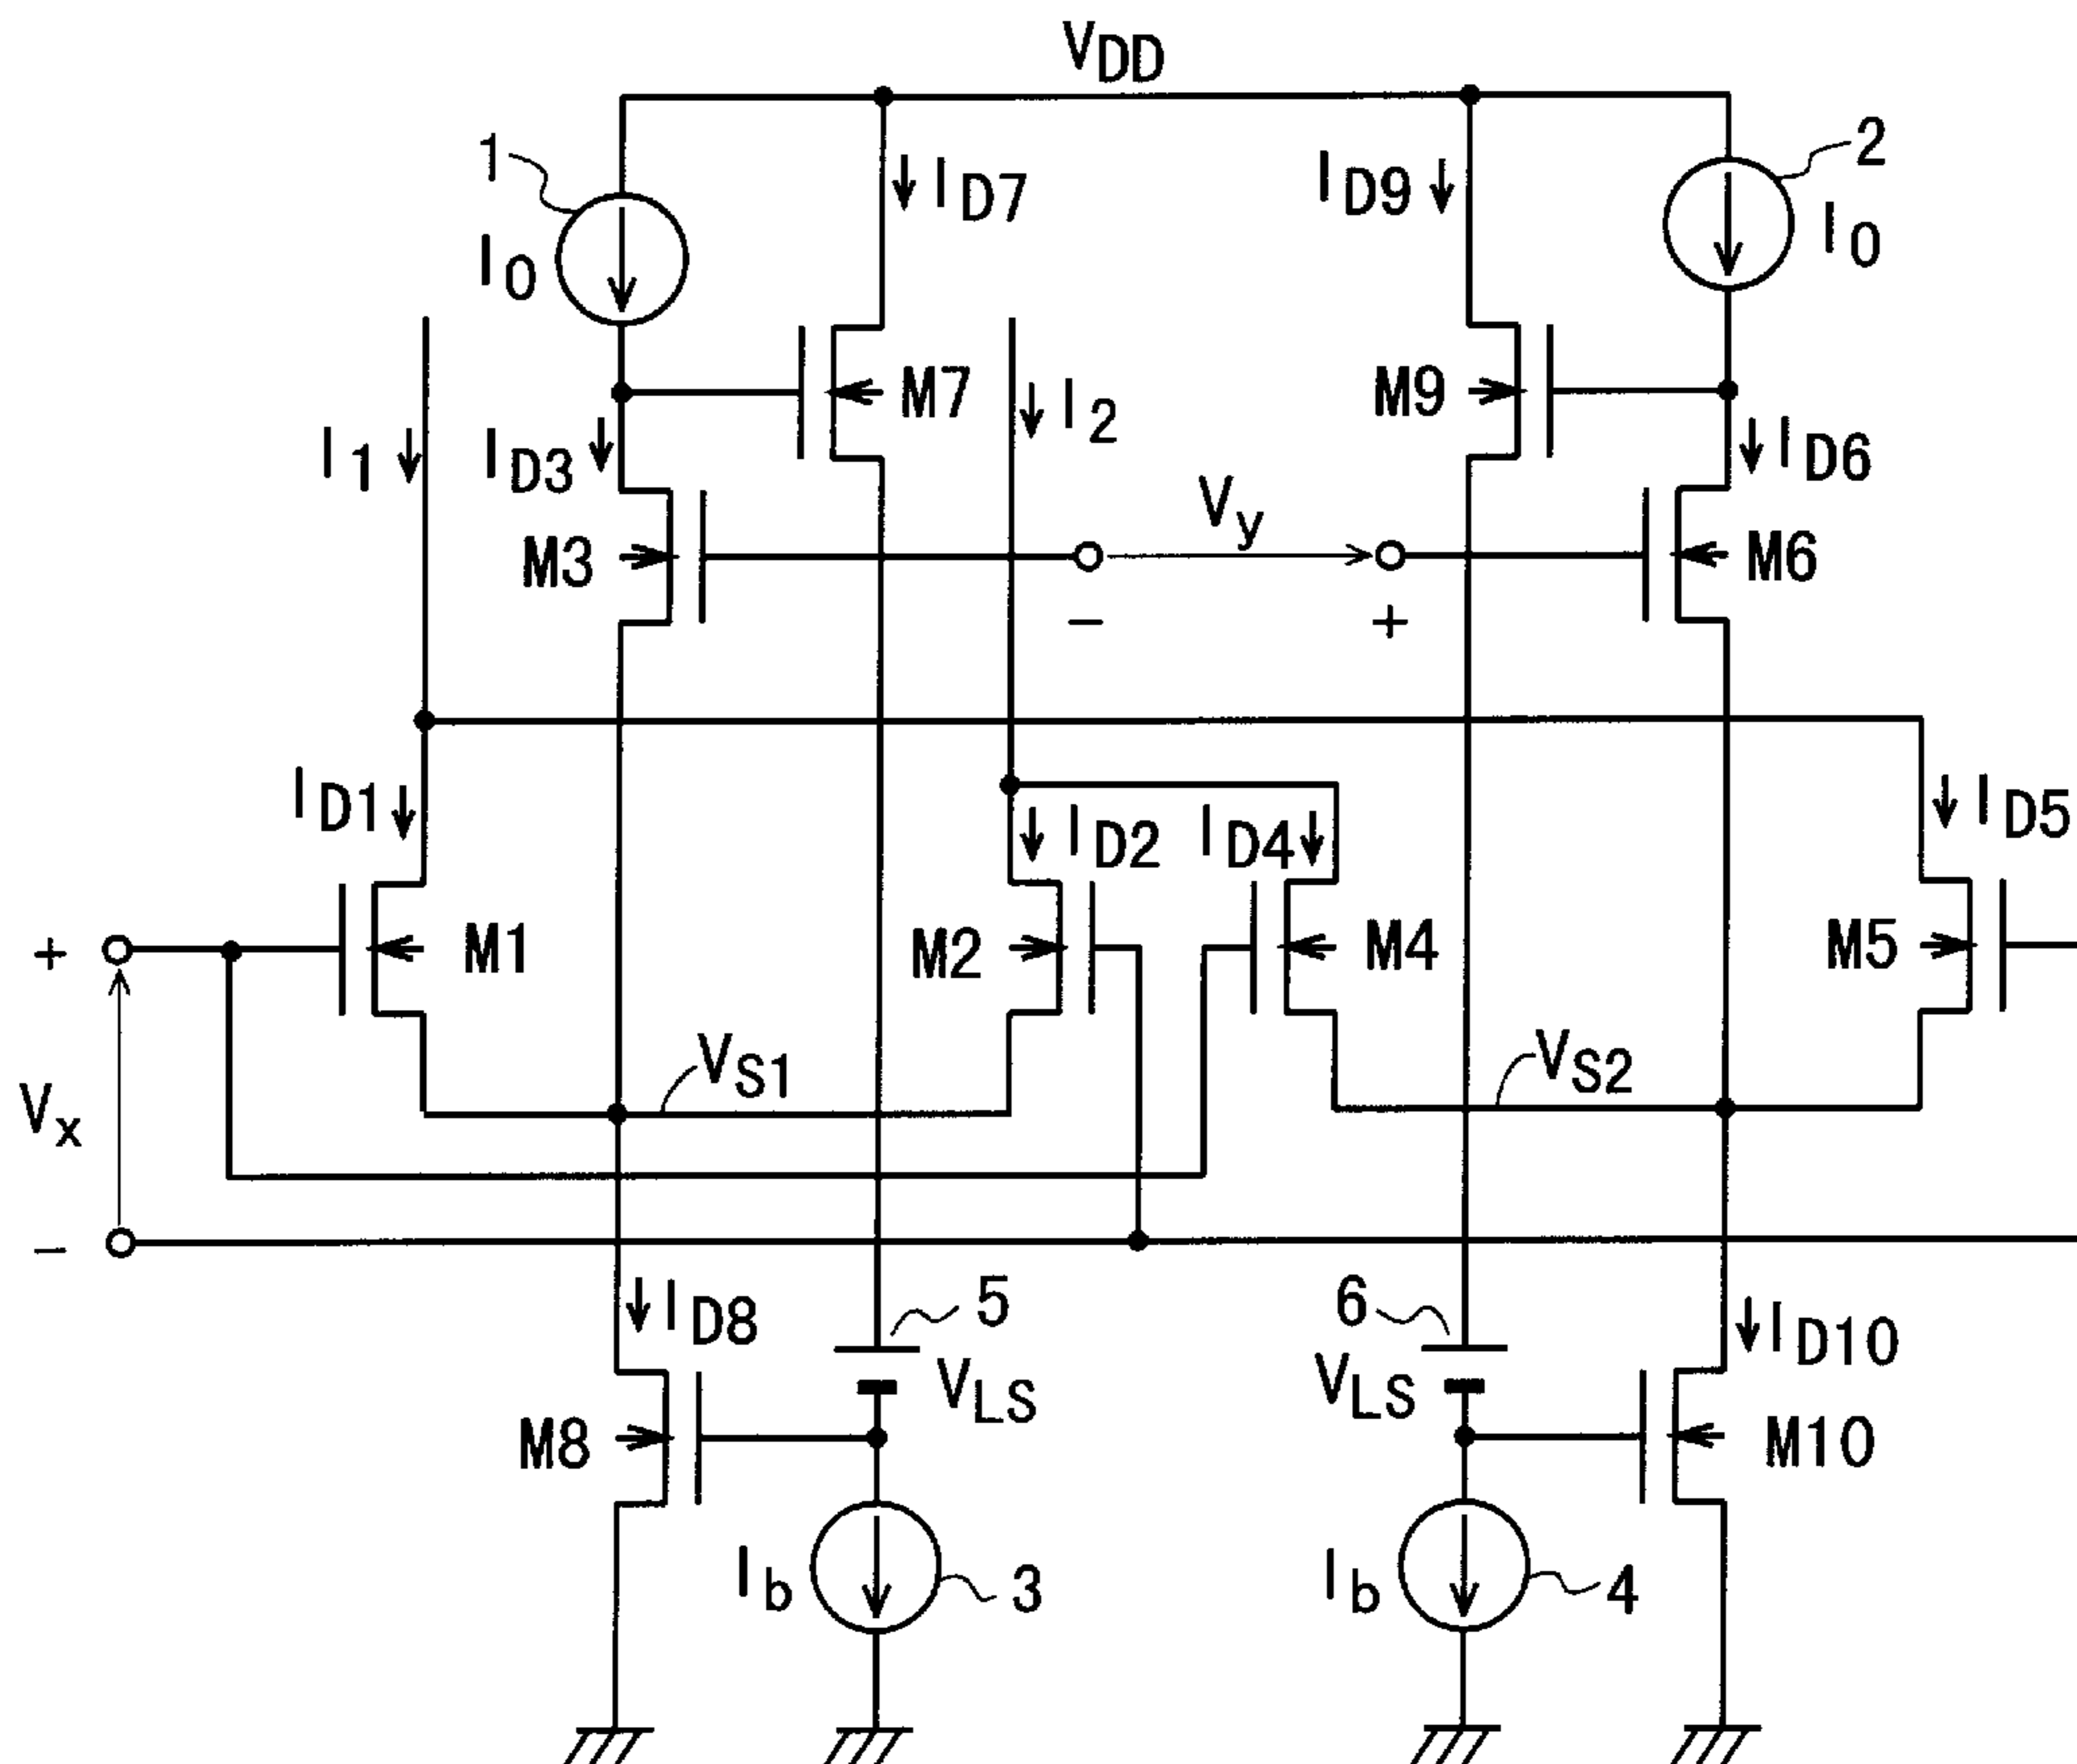 VDD
1
ID7
ID9
2
I0
I0
M7
M9
I1
ID3
I2
ID6
Vy
M3
M6
−
+
ID1
ID2
ID4
ID5
+
M1
M2
M4
M5
VS1
VS2
Vx
−
5
6
ID8
ID10
VLS
VLS
M8
M10
Ib
3
Ib
4